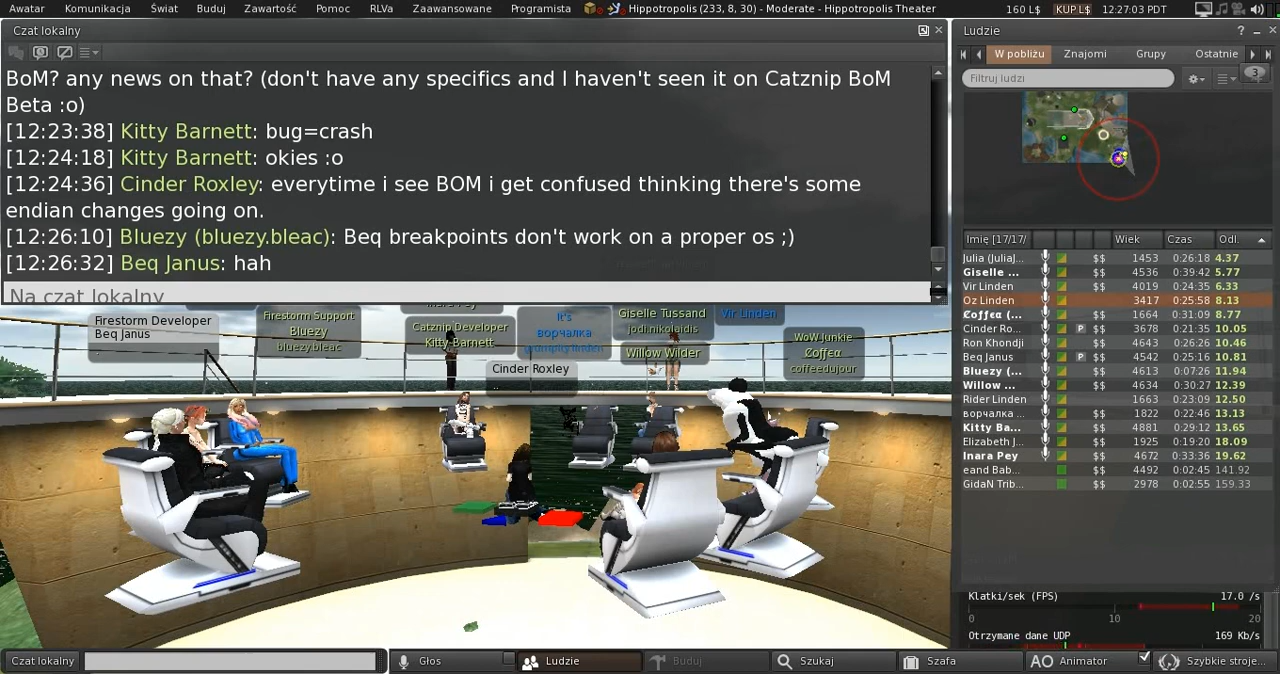 Awatar Komunikacja Świat Buduj Zawartość Pomoc RLVa Zaawansowane Programista Hippotropolis (233, 8, 30) - Moderate - Hippotropolis Theater 160 L$ KUP L$ 12:27:03 PDT
Czat lokalny
BoM? any news on that? (don't have any specifics and I haven't seen it on Catznip BoM
Beta :o)
[12:23:38] Kitty Barnett: bug=crash
[12:24:18] Kitty Barnett: okies :o
[12:24:36] Cinder Roxley: everytime i see BOM i get confused thinking there's some
endian changes going on.
[12:26:10] Bluezy (bluezy.bleac): Beq breakpoints don't work on a proper os ;)
[12:26:32] Beq Janus: hah
Na czat lokalny
Firestorm Developer
Beq Janus
Firestorm Support
Bluezy
bluezy.bleac
Catznip Developer
Kitty Barnett
it's
ворчалка
grumpity.linden
Giselle Tussand
jodi.nikolaidis
Vir Linden
Willow Wilder
WoW Junkie
Coffeε
coffeedujour
Cinder Roxley
Ludzie
? _ ×
W pobliżu Znajomi Grupy Ostatnie
Filtruj ludzi
3
Imię [17/17/ Wiek Czas Odl.
Julia (JuliaJ... $$ 1453 0:26:18 4.37
Giselle ... $$ 4536 0:39:42 5.77
Vir Linden $$ 4019 0:24:35 6.33
Oz Linden 3417 0:25:58 8.13
Coffeε (... $$ 1664 0:31:09 8.77
Cinder Ro... P $$ 3678 0:21:35 10.05
Ron Khondji $$ 4643 0:26:26 10.46
Beq Janus P $$ 4542 0:25:16 10.81
Bluezy (... $$ 4613 0:07:26 11.94
Willow ... $$ 4634 0:30:27 12.39
Rider Linden 1663 0:23:09 12.50
ворчалка ... $$ 1822 0:22:46 13.13
Kitty Ba... $$ 4881 0:29:12 13.65
Elizabeth J... $$ 1925 0:19:20 18.09
Inara Pey $$ 4672 0:33:36 19.62
eand Bab... $$ 4492 0:02:45 141.92
GidaN Trib... $$ 2978 0:02:55 159.33
Klatki/sek (FPS) 17.0 /s
0 10 20
Otrzymane dane UDP 169 Kb/s
Czat lokalny Głos Ludzie Buduj Szukaj Szafa AO Animator Szybkie stroje...